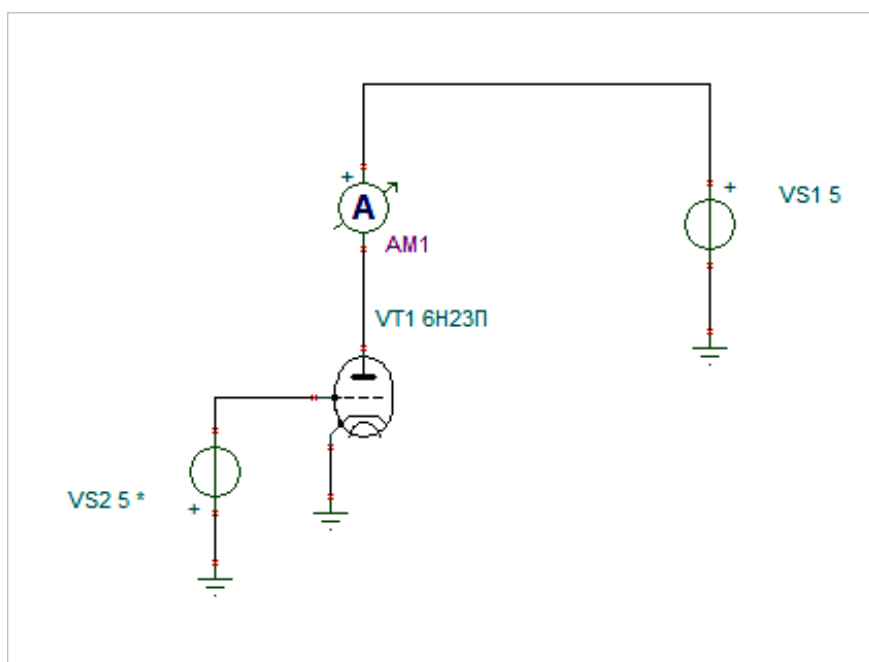 +
A
AM1
+
VS1 5
VT1 6Н23П
VS2 5 *
+